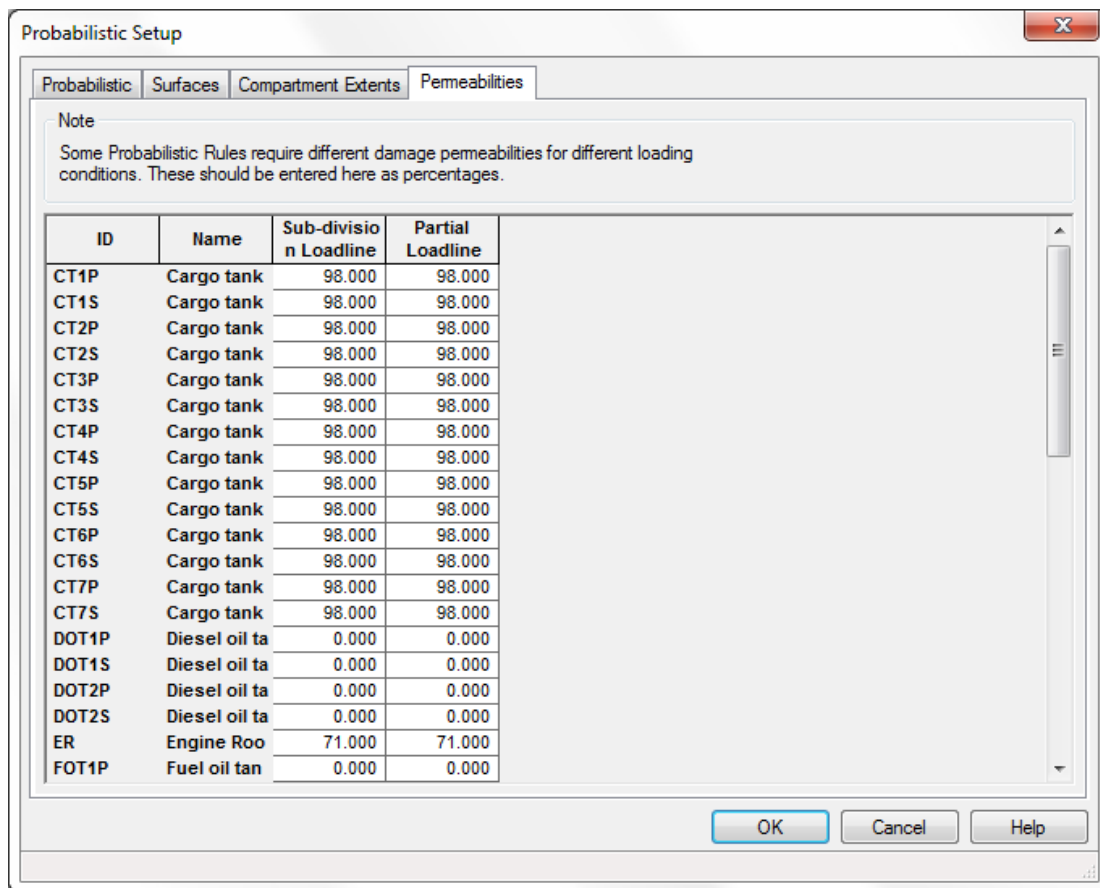 Probabilistic Setup
Probabilistic Surfaces Compartment Extents Permeabilities
Note
Some Probabilistic Rules require different damage permeabilities for different loading
conditions. These should be entered here as percentages.
ID Name Sub-divisio n Loadline Partial Loadline
CT1P Cargo tank 98.000 98.000
CT1S Cargo tank 98.000 98.000
CT2P Cargo tank 98.000 98.000
CT2S Cargo tank 98.000 98.000
CT3P Cargo tank 98.000 98.000
CT3S Cargo tank 98.000 98.000
CT4P Cargo tank 98.000 98.000
CT4S Cargo tank 98.000 98.000
CT5P Cargo tank 98.000 98.000
CT5S Cargo tank 98.000 98.000
CT6P Cargo tank 98.000 98.000
CT6S Cargo tank 98.000 98.000
CT7P Cargo tank 98.000 98.000
CT7S Cargo tank 98.000 98.000
DOT1P Diesel oil ta 0.000 0.000
DOT1S Diesel oil ta 0.000 0.000
DOT2P Diesel oil ta 0.000 0.000
DOT2S Diesel oil ta 0.000 0.000
ER Engine Roo 71.000 71.000
FOT1P Fuel oil tan 0.000 0.000
OK Cancel Help